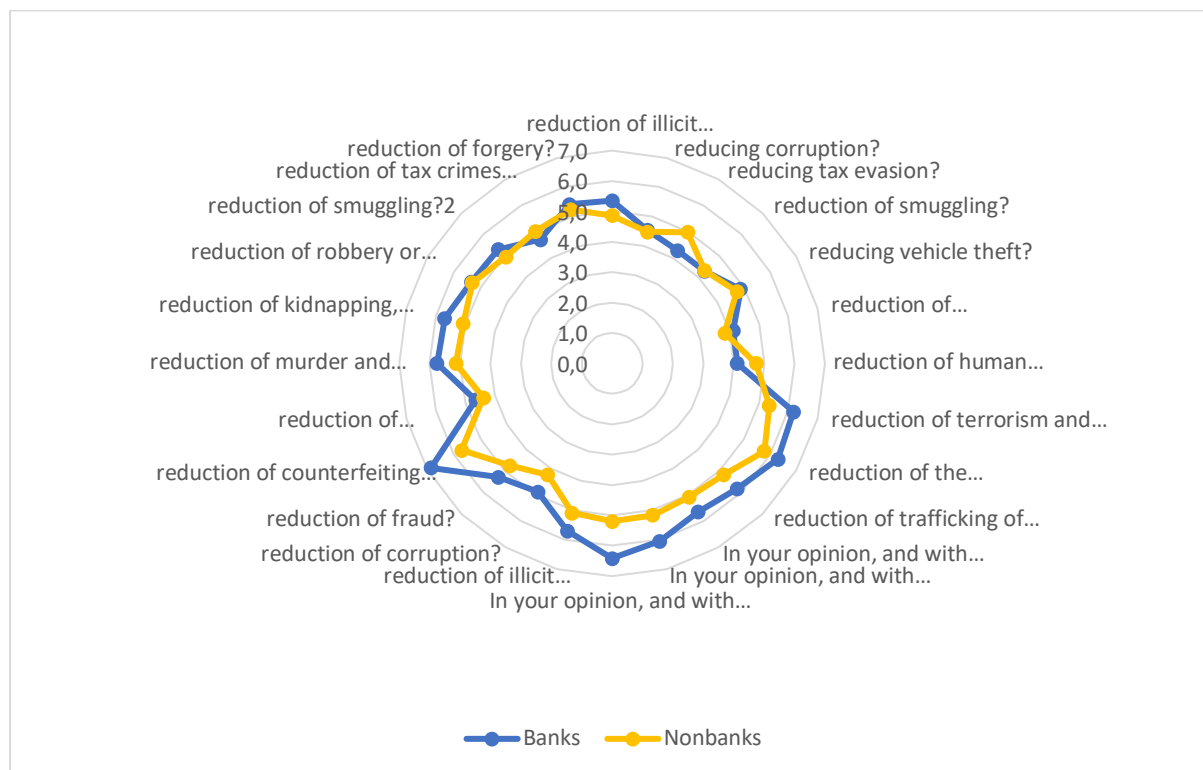 reduction of illicit...
reducing corruption?
reducing tax evasion?
reduction of smuggling?
reducing vehicle theft?
reduction of...
reduction of human...
reduction of terrorism and...
reduction of the...
reduction of trafficking of...
In your opinion, and with...
In your opinion, and with...
In your opinion, and with...
reduction of illicit...
reduction of corruption?
reduction of fraud?
reduction of counterfeiting...
reduction of...
reduction of murder and...
reduction of kidnapping,...
reduction of robbery or...
reduction of smuggling?2
reduction of tax crimes...
reduction of forgery?
7,0
6,0
5,0
4,0
3,0
2,0
1,0
0,0
Banks
Nonbanks